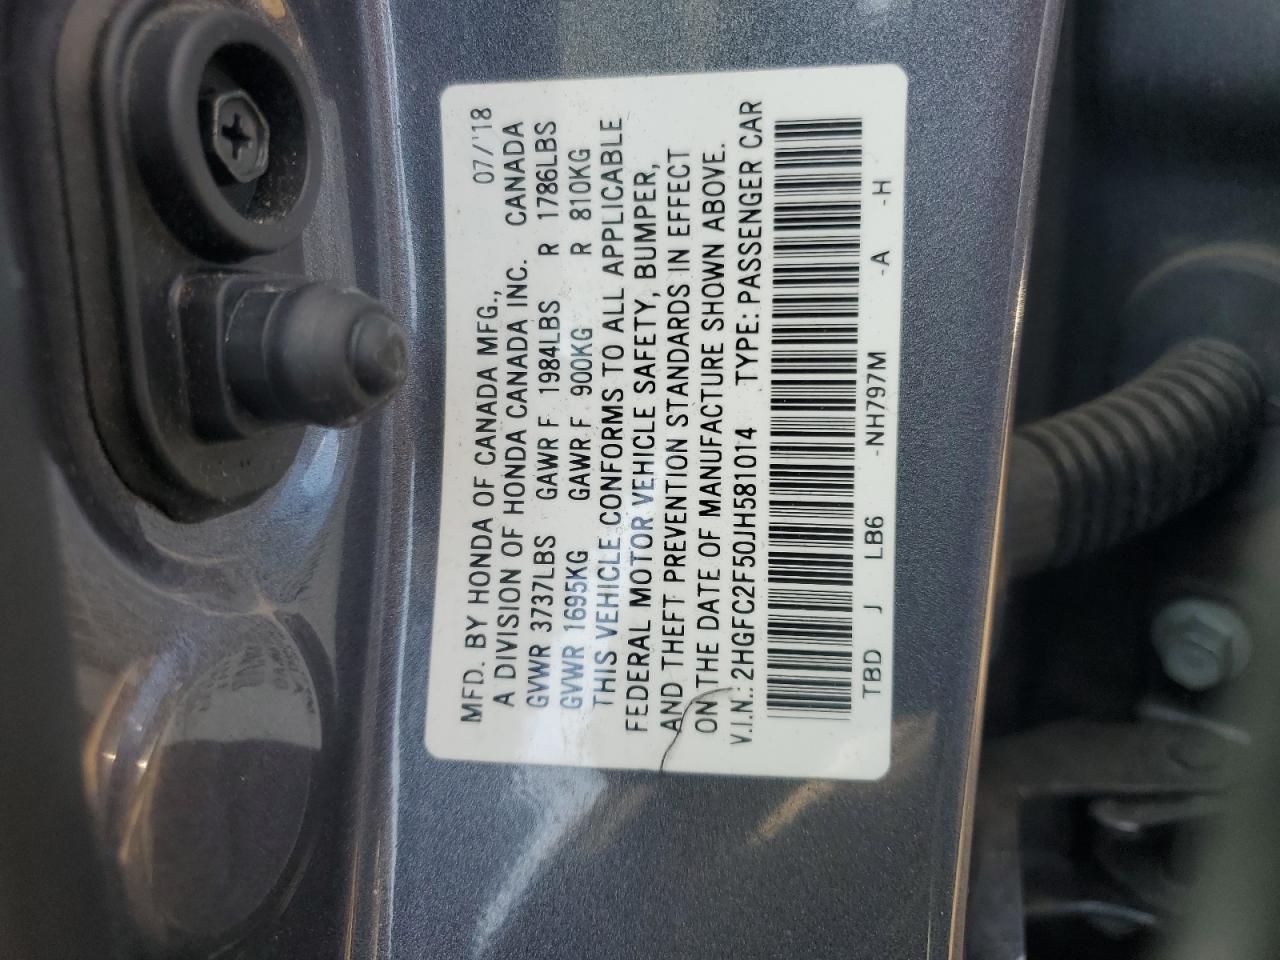 MFD. BY HONDA OF CANADA MFG., 07/'18
A DIVISION OF HONDA CANADA INC. CANADA
GVWR 3737LBS GAWR F 1984LBS R 1786LBS
GVWR 1695KG GAWR F 900KG R 810KG
THIS VEHICLE CONFORMS TO ALL APPLICABLE
FEDERAL MOTOR VEHICLE SAFETY, BUMPER,
AND THEFT PREVENTION STANDARDS IN EFFECT
ON THE DATE OF MANUFACTURE SHOWN ABOVE.
V.I.N.: 2HGFC2F50JH581014 TYPE: PASSENGER CAR
TBD J LB6 -NH797M -A -H